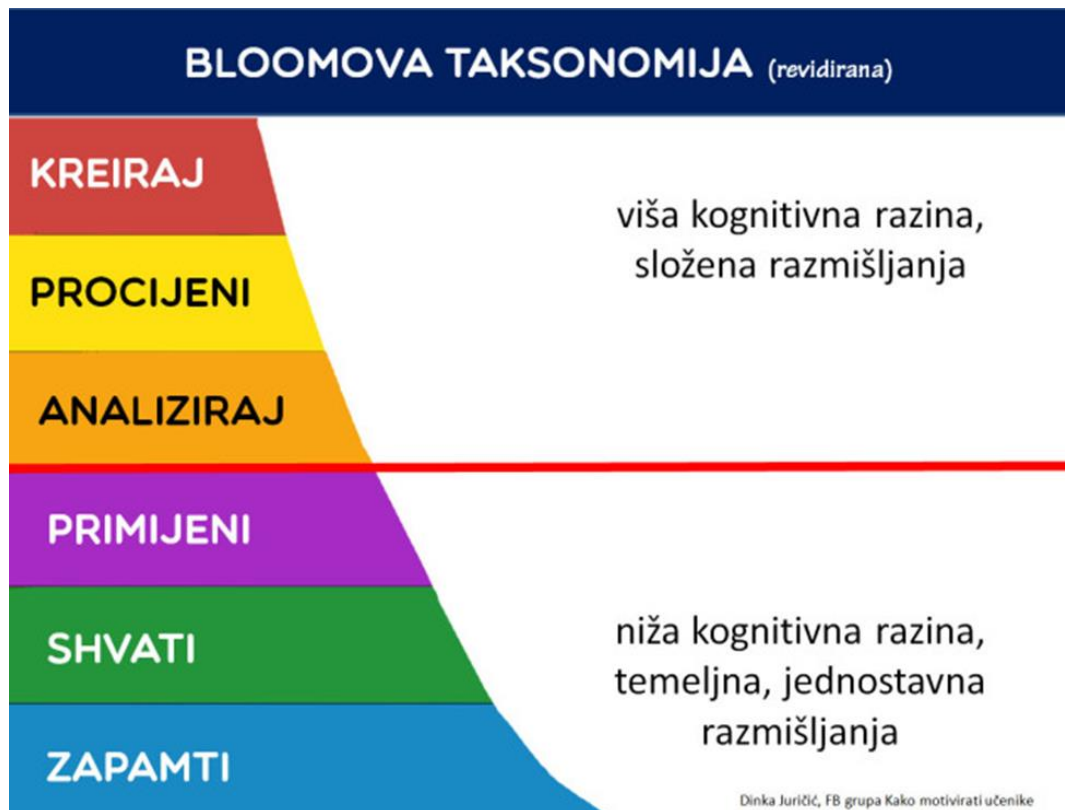 BLOOMOVA TAKSONOMIJA (revidirana)
KREIRAJ
PROCIJENI
ANALIZIRAJ
viša kognitivna razina,
složena razmišljanja
PRIMIJENI
SHVATI
ZAPAMTI
niža kognitivna razina,
temeljna, jednostavna
razmišljanja
Dinka Juričić, FB grupa Kako motivirati učenike